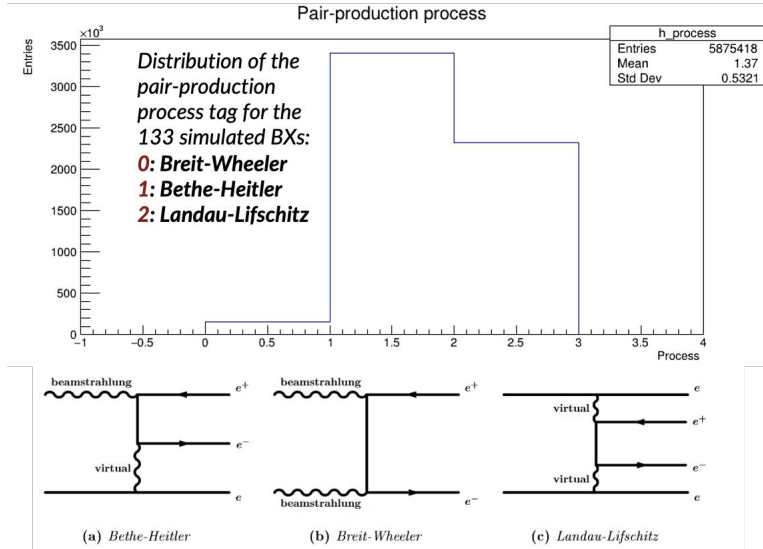 Pair-production process
×10³
Entries
3500
3000
2500
2000
1500
1000
500
0
Distribution of the
pair-production
process tag for the
133 simulated BXs:
0: Breit-Wheeler
1: Bethe-Heitler
2: Landau-Lifschitz
h_process
Entries 5875418
Mean 1.37
Std Dev 0.5321
−1 −0.5 0 0.5 1 1.5 2 2.5 3 3.5 4
Process
beamstrahlung
e⁺
e⁻
virtual
e
(a) Bethe-Heitler
beamstrahlung
e⁺
beamstrahlung
e⁻
(b) Breit-Wheeler
e
virtual
e⁺
e⁻
virtual
e
(c) Landau-Lifschitz